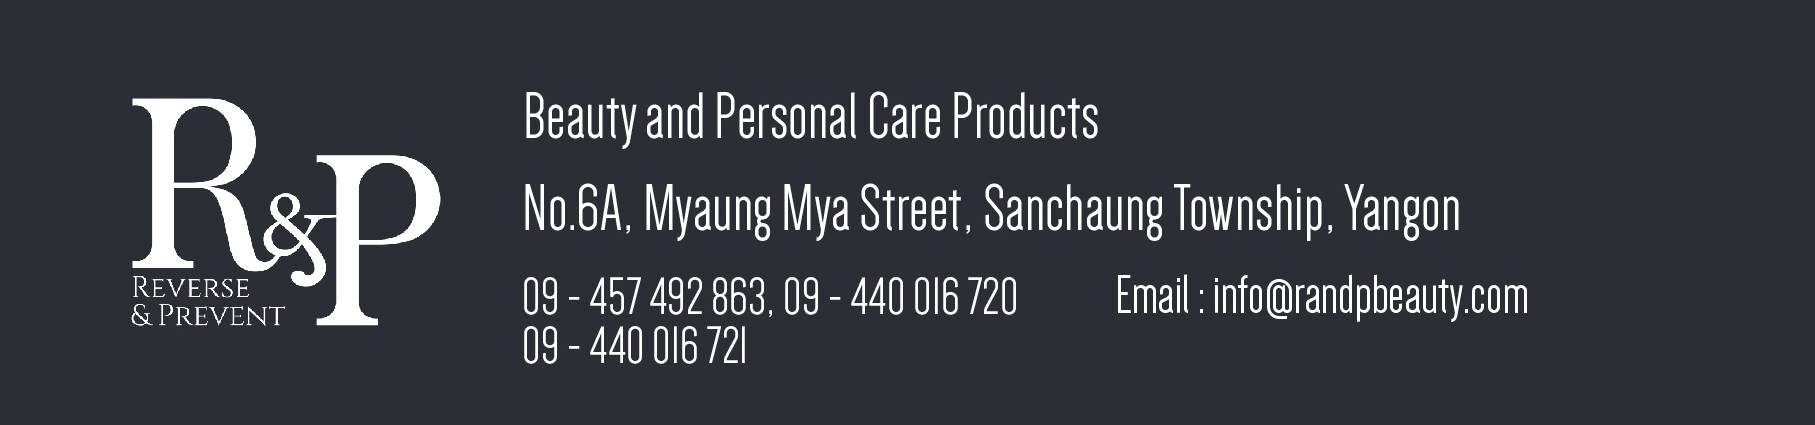 R&P
REVERSE
& PREVENT
Beauty and Personal Care Products
No.6A, Myaung Mya Street, Sanchaung Township, Yangon
09 - 457 492 863, 09 - 440 016 720
09 - 440 016 721
Email : info@randpbeauty.com